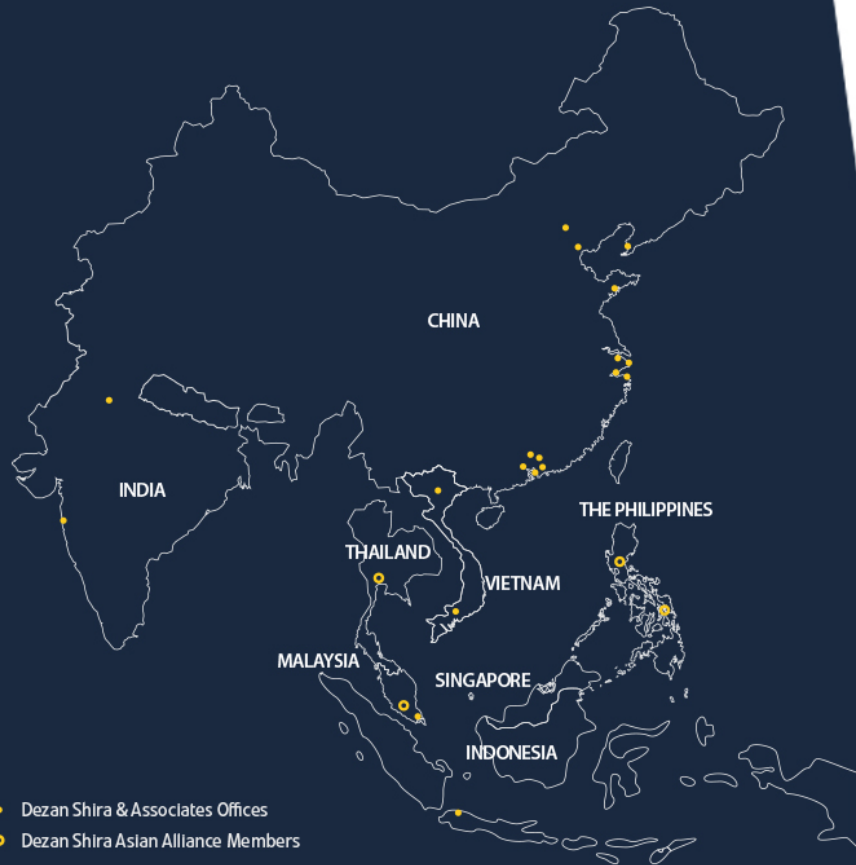 CHINA
INDIA
THE PHILIPPINES
THAILAND
VIETNAM
MALAYSIA
SINGAPORE
INDONESIA
Dezan Shira & Associates Offices
Dezan Shira Asian Alliance Members